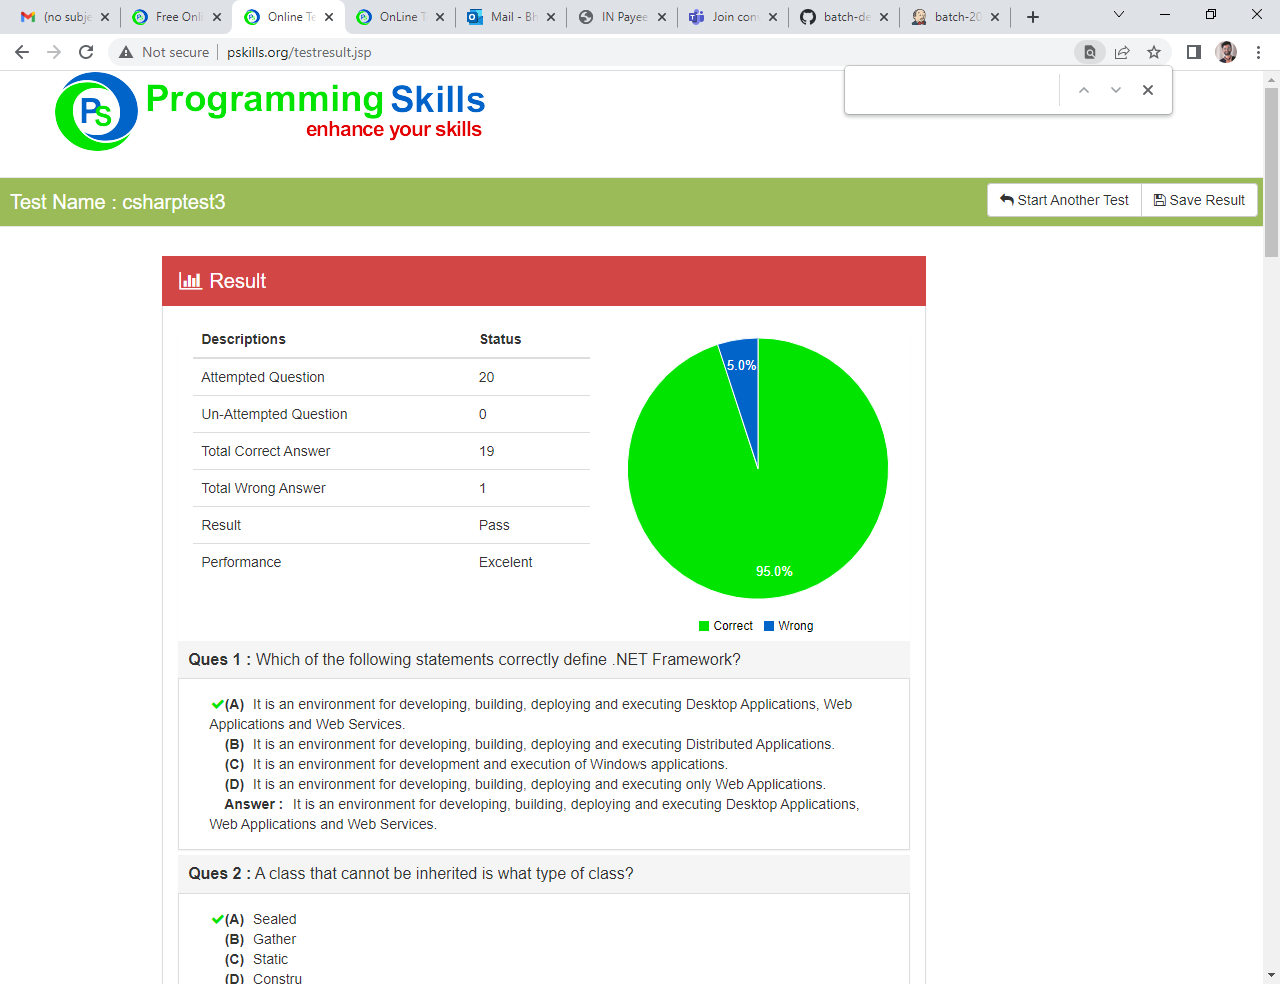 (no subje
Free Onli
Online Te
OnLine T
Mail - Bh
IN Payee
Join con
batch-de
batch-20
Not secure
pskills.org/testresult.jsp
PS
Programming Skills
enhance your skills
Test Name : csharptest3
Start Another Test
Save Result
Result
Descriptions Status
Attempted Question 20
Un-Attempted Question 0
Total Correct Answer 19
Total Wrong Answer 1
Result Pass
Performance Excelent
5.0%
95.0%
Correct Wrong
Ques 1 : Which of the following statements correctly define .NET Framework?
(A) It is an environment for developing, building, deploying and executing Desktop Applications, Web
Applications and Web Services.
(B) It is an environment for developing, building, deploying and executing Distributed Applications.
(C) It is an environment for development and execution of Windows applications.
(D) It is an environment for developing, building, deploying and executing only Web Applications.
Answer : It is an environment for developing, building, deploying and executing Desktop Applications,
Web Applications and Web Services.
Ques 2 : A class that cannot be inherited is what type of class?
(A) Sealed
(B) Gather
(C) Static
(D) Constru